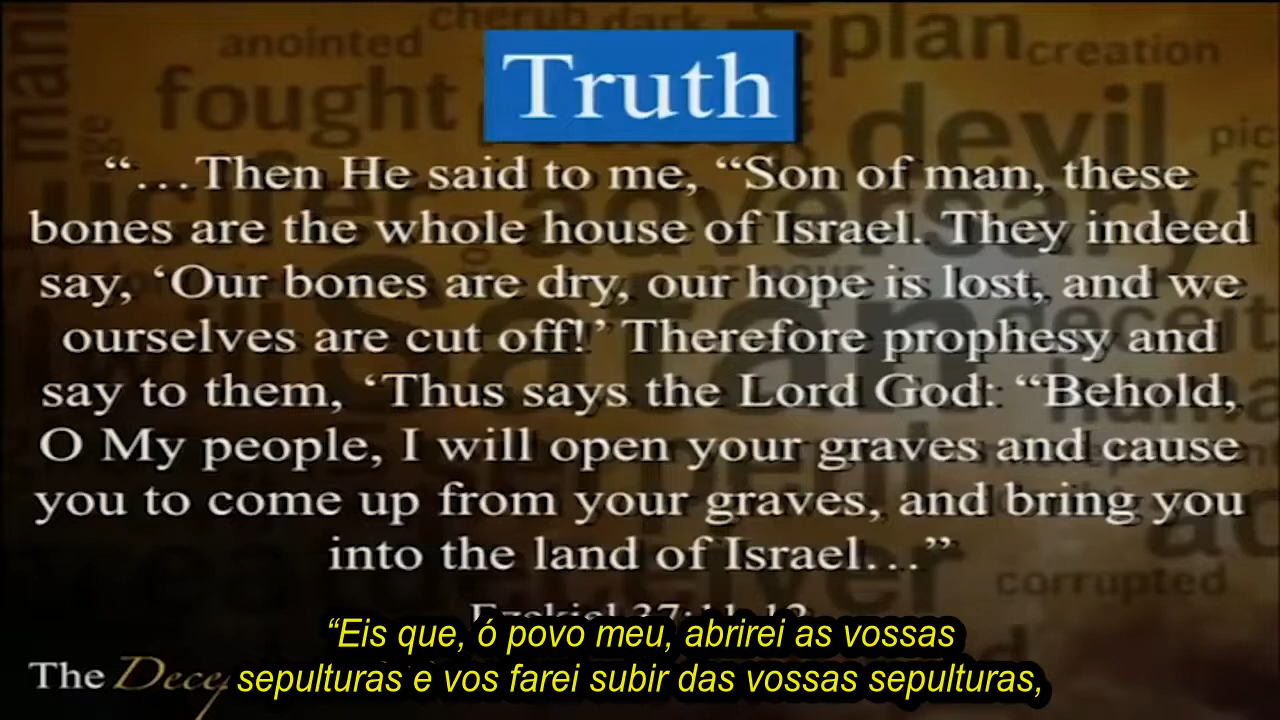 cherub dark
mani
anointed
plan
creation
fought
Truth
devil
age
“…Then He said to me, “Son of man, these
adversary
bones are the whole house of Israel. They indeed
say, ‘Our bones are dry, our hope is lost, and we
Satan
deceit
ourselves are cut off!’ Therefore prophesy and
say to them, ‘Thus says the Lord God: “Behold,
O My people, I will open your graves and cause
you to come up from your graves, and bring you
into the land of Israel…”
corrupted
Ezekiel 37:11-12
“Eis que, ó povo meu, abrirei as vossas
The Dece
sepulturas e vos farei subir das vossas sepulturas,